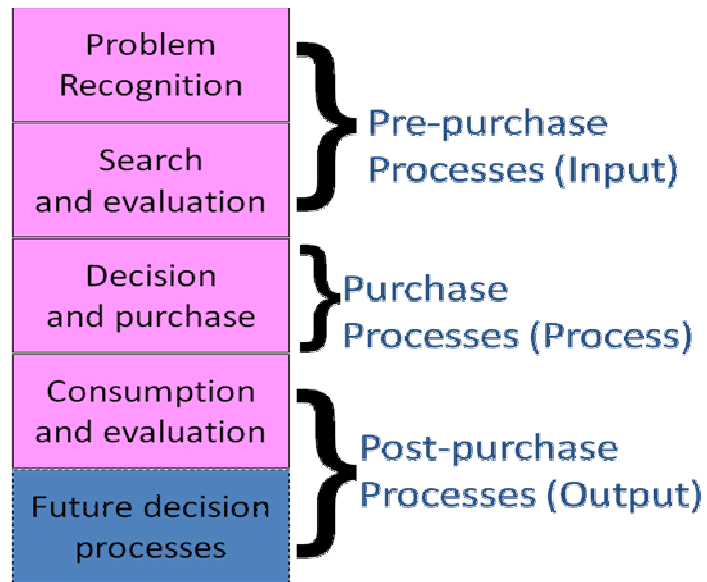 Problem
Recognition
Search
and evaluation
Pre-purchase
Processes (Input)
Decision
and purchase
Purchase
Processes (Process)
Consumption
and evaluation
Future decision
processes
Post-purchase
Processes (Output)